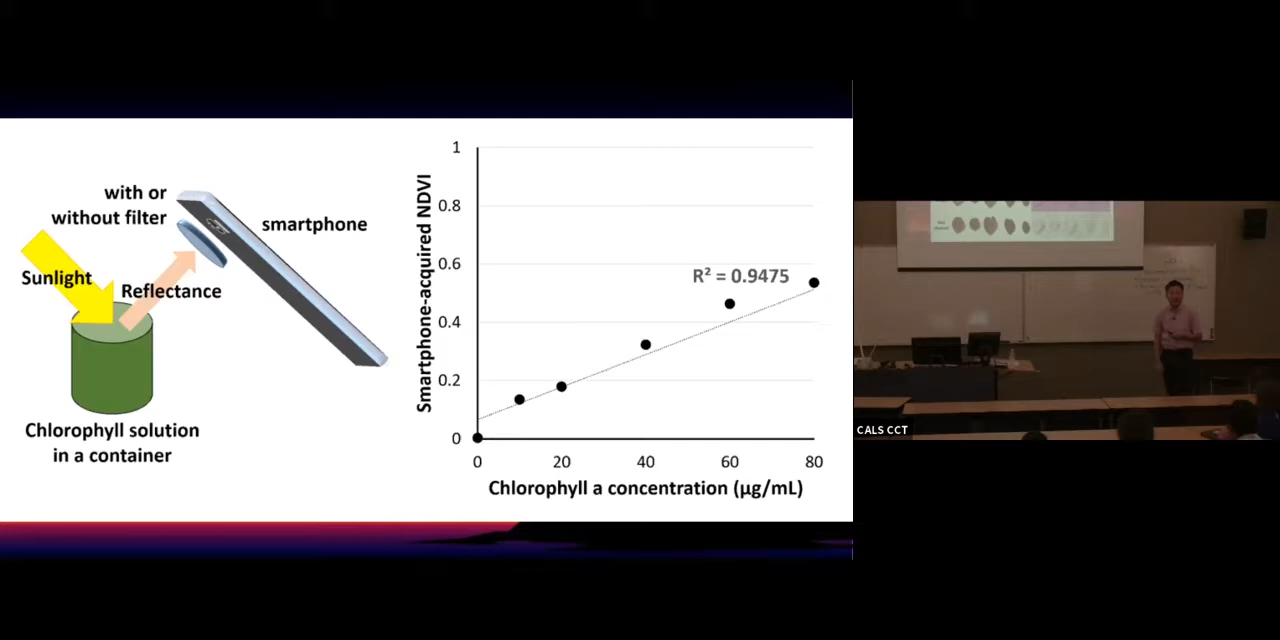 with or
without filter
smartphone
Sunlight
Reflectance
Chlorophyll solution
in a container
Smartphone-acquired NDVI
1
0.8
0.6
0.4
0.2
0
R² = 0.9475
0
20
40
60
80
Chlorophyll a concentration (µg/mL)
CALS CCT